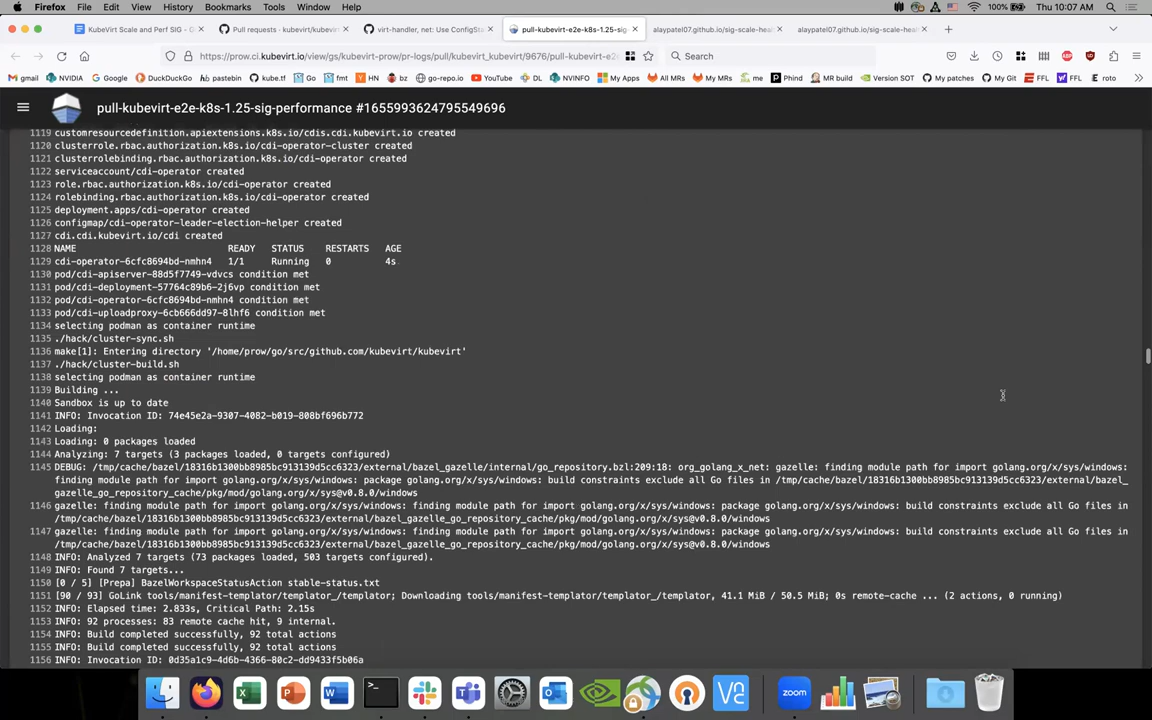 Firefox File Edit View History Bookmarks Tools Window Help 100% Thu 10:07 AM
KubeVirt Scale and Perf SIG - D
Pull requests · kubevirt/kubevirt
virt-handler, net: Use ConfigSta
pull-kubevirt-e2e-k8s-1.25-sig-
alaypatel07.github.io/sig-scale-hea
alaypatel07.github.io/sig-scale-hea
https://prow.ci.kubevirt.io/view/gs/kubevirt-prow/pr-logs/pull/kubevirt_kubevirt/9676/pull-kubevirt-e2e
Search
gmail NVIDIA Google DuckDuckGo pastebin kube.tf Go fmt HN bz go-repo.io YouTube DL NVINFO My Apps All MRs My MRs me Phind MR build Version SOT My patches My Git FFL FFL eroto
pull-kubevirt-e2e-k8s-1.25-sig-performance #1655993624795549696
1119 customresourcedefinition.apiextensions.k8s.io/cdis.cdi.kubevirt.io created
1120 clusterrole.rbac.authorization.k8s.io/cdi-operator-cluster created
1121 clusterrolebinding.rbac.authorization.k8s.io/cdi-operator created
1122 serviceaccount/cdi-operator created
1123 role.rbac.authorization.k8s.io/cdi-operator created
1124 rolebinding.rbac.authorization.k8s.io/cdi-operator created
1125 deployment.apps/cdi-operator created
1126 configmap/cdi-operator-leader-election-helper created
1127 cdi.cdi.kubevirt.io/cdi created
1128 NAME READY STATUS RESTARTS AGE
1129 cdi-operator-6cfc8694bd-nmhn4 1/1 Running 0 4s
1130 pod/cdi-apiserver-88d5f7749-vdvcs condition met
1131 pod/cdi-deployment-57764c89b6-2j6vp condition met
1132 pod/cdi-operator-6cfc8694bd-nmhn4 condition met
1133 pod/cdi-uploadproxy-6cb666dd97-8lhf6 condition met
1134 selecting podman as container runtime
1135 ./hack/cluster-sync.sh
1136 make[1]: Entering directory '/home/prow/go/src/github.com/kubevirt/kubevirt'
1137 ./hack/cluster-build.sh
1138 selecting podman as container runtime
1139 Building ...
1140 Sandbox is up to date
1141 INFO: Invocation ID: 74e45e2a-9307-4082-b019-808bf696b772
1142 Loading:
1143 Loading: 0 packages loaded
1144 Analyzing: 7 targets (3 packages loaded, 0 targets configured)
1145 DEBUG: /tmp/cache/bazel/18316b1300bb8985bc913139d5cc6323/external/bazel_gazelle/internal/go_repository.bzl:209:18: org_golang_x_net: gazelle: finding module path for import golang.org/x/sys/windows:
finding module path for import golang.org/x/sys/windows: package golang.org/x/sys/windows: build constraints exclude all Go files in /tmp/cache/bazel/18316b1300bb8985bc913139d5cc6323/external/bazel_
gazelle_go_repository_cache/pkg/mod/golang.org/x/sys@v0.8.0/windows
1146 gazelle: finding module path for import golang.org/x/sys/windows: finding module path for import golang.org/x/sys/windows: package golang.org/x/sys/windows: build constraints exclude all Go files in
/tmp/cache/bazel/18316b1300bb8985bc913139d5cc6323/external/bazel_gazelle_go_repository_cache/pkg/mod/golang.org/x/sys@v0.8.0/windows
1147 gazelle: finding module path for import golang.org/x/sys/windows: finding module path for import golang.org/x/sys/windows: package golang.org/x/sys/windows: build constraints exclude all Go files in
/tmp/cache/bazel/18316b1300bb8985bc913139d5cc6323/external/bazel_gazelle_go_repository_cache/pkg/mod/golang.org/x/sys@v0.8.0/windows
1148 INFO: Analyzed 7 targets (73 packages loaded, 503 targets configured).
1149 INFO: Found 7 targets...
1150 [0 / 5] [Prepa] BazelWorkspaceStatusAction stable-status.txt
1151 [90 / 93] GoLink tools/manifest-templator/templator_/templator; Downloading tools/manifest-templator/templator_/templator, 41.1 MiB / 50.5 MiB; 0s remote-cache ... (2 actions, 0 running)
1152 INFO: Elapsed time: 2.833s, Critical Path: 2.15s
1153 INFO: 92 processes: 83 remote cache hit, 9 internal.
1154 INFO: Build completed successfully, 92 total actions
1155 INFO: Build completed successfully, 92 total actions
1156 INFO: Invocation ID: 0d35a1c9-4d6b-4366-80c2-dd9433f5b06a
zoom